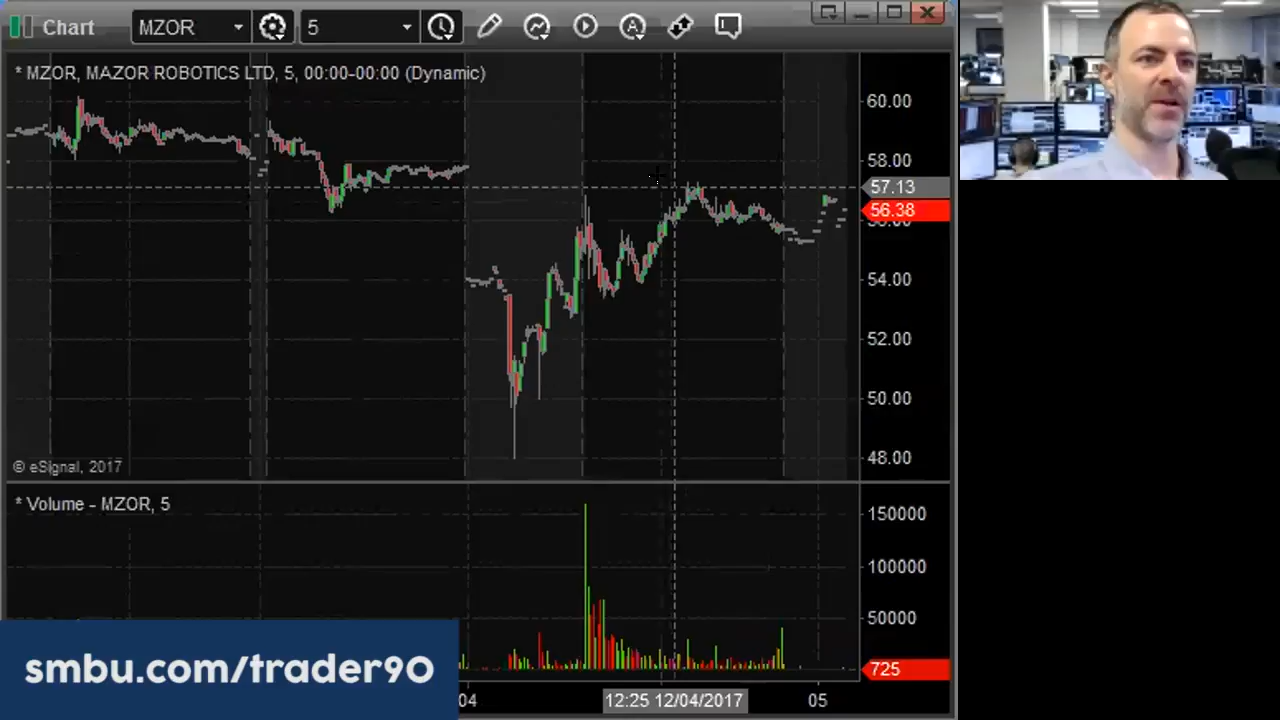 Chart
MZOR
5
* MZOR, MAZOR ROBOTICS LTD, 5, 00:00-00:00 (Dynamic)
60.00
58.00
57.13
56.38
56.00
54.00
52.00
50.00
48.00
© eSignal, 2017
* Volume - MZOR, 5
150000
100000
50000
725
smbu.com/trader90
04
12:25 12/04/2017
05